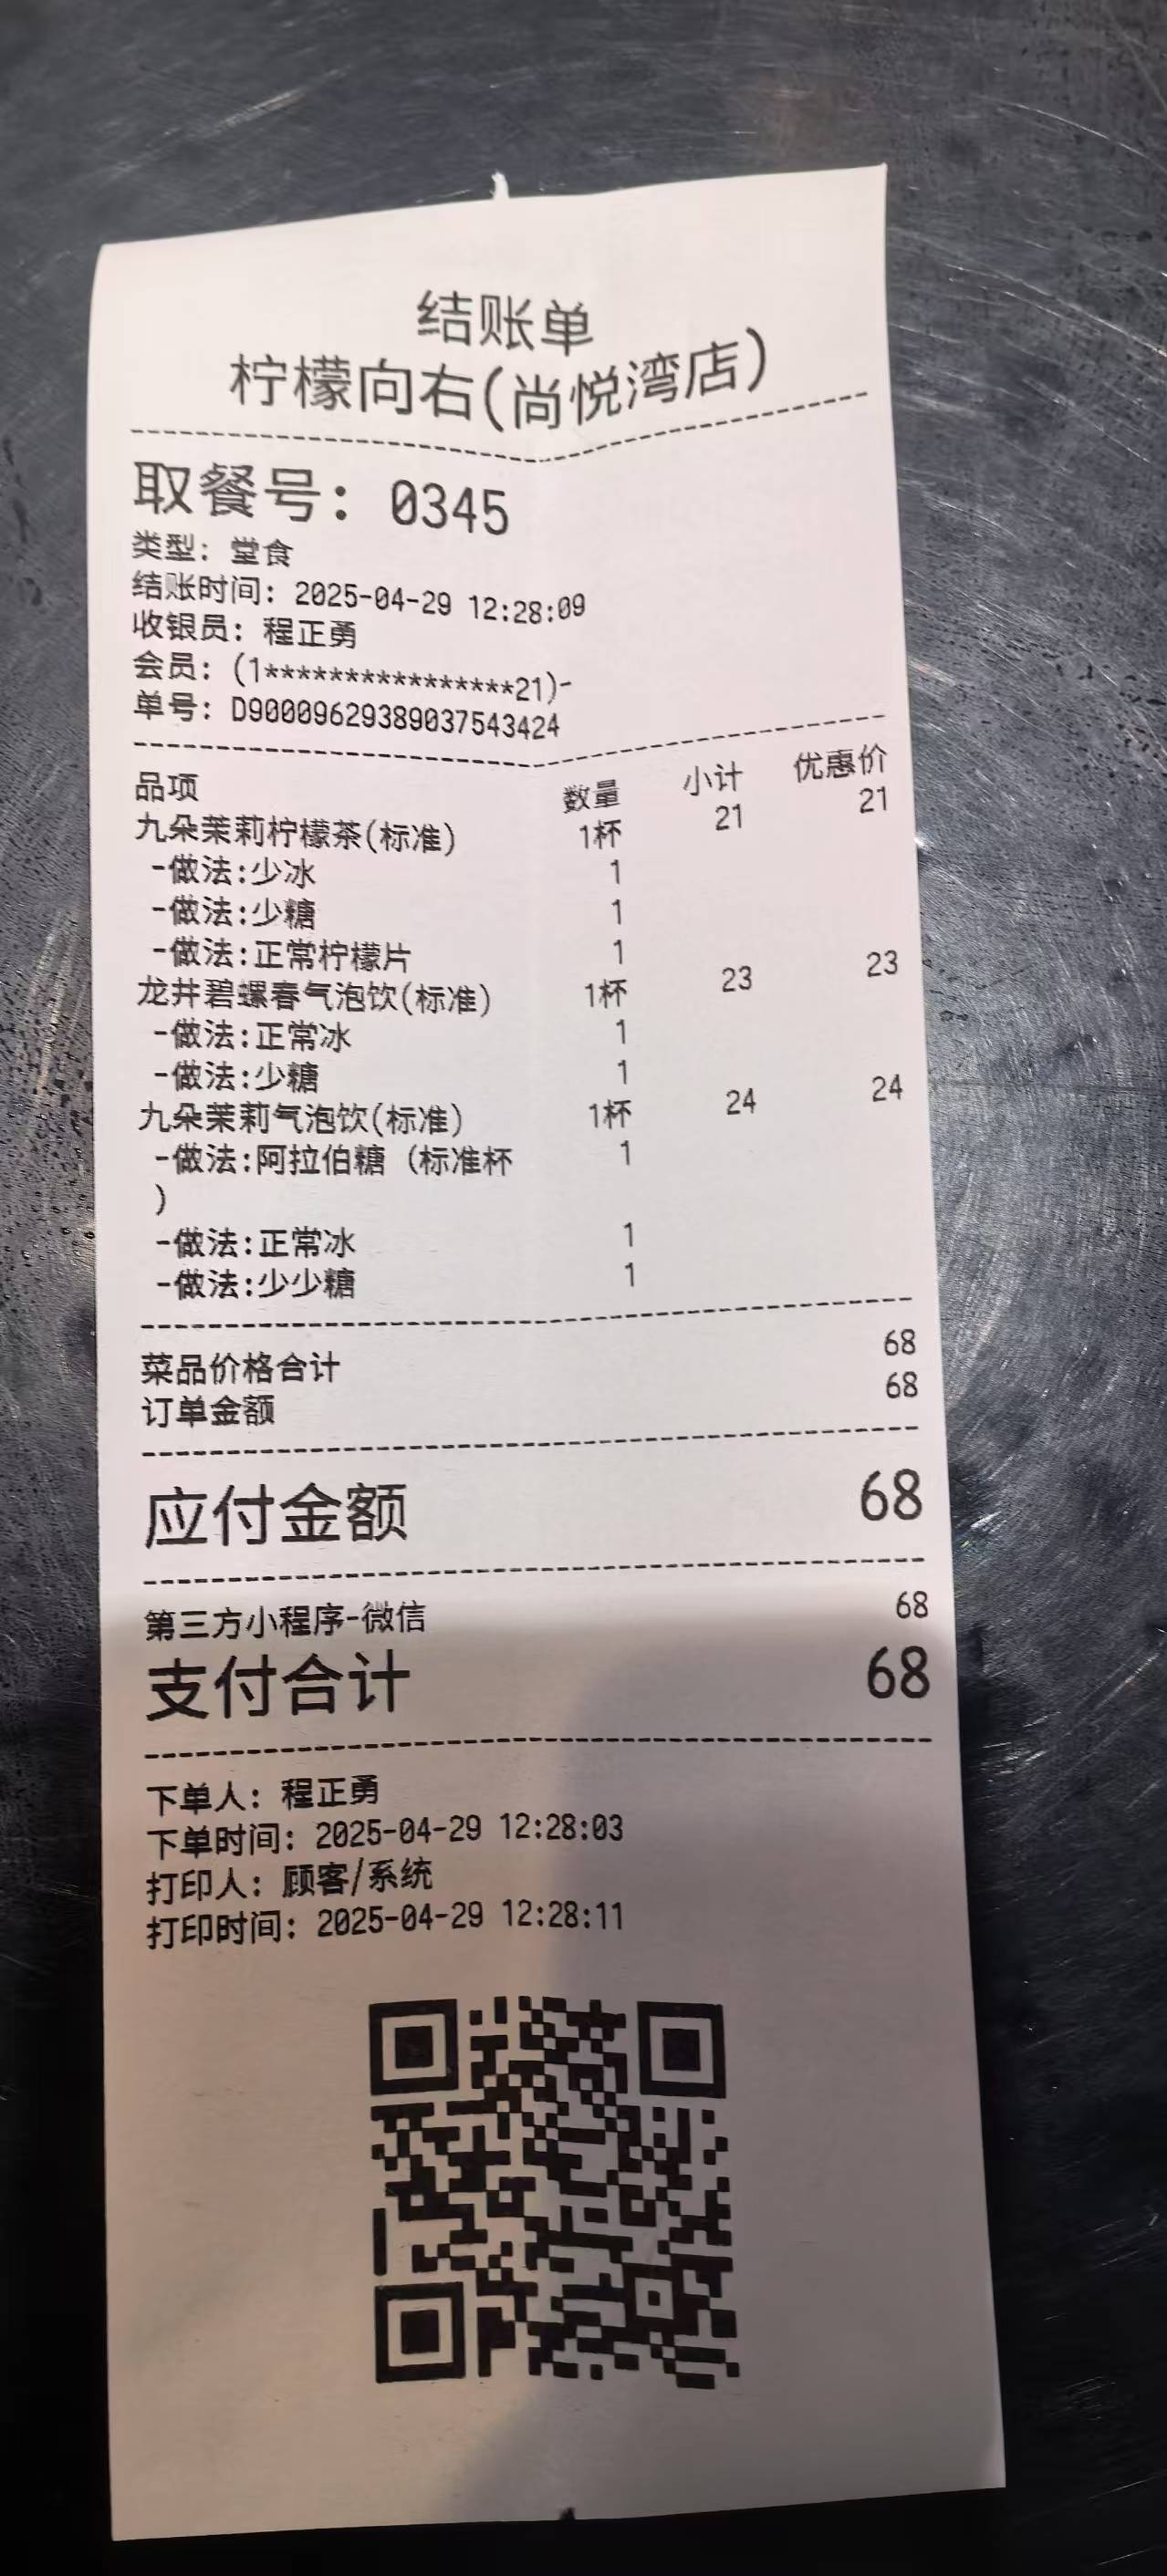 结账单
柠檬向右(尚悦湾店)
取餐号: 0345
类型: 堂食
结账时间: 2025-04-29 12:28:09
收银员: 程正勇
会员: (1****************21)-
单号: D90009629389037543424
品项 数量 小计 优惠价
九朵茉莉柠檬茶(标准) 1杯 21 21
-做法:少冰 1
-做法:少糖 1
-做法:正常柠檬片 1
龙井碧螺春气泡饮(标准) 1杯 23 23
-做法:正常冰 1
-做法:少糖 1
九朵茉莉气泡饮(标准) 1杯 24 24
-做法:阿拉伯糖 (标准杯 1
)
-做法:正常冰 1
-做法:少少糖 1
菜品价格合计 68
订单金额 68
应付金额 68
第三方小程序-微信 68
支付合计 68
下单人: 程正勇
下单时间: 2025-04-29 12:28:03
打印人: 顾客/系统
打印时间: 2025-04-29 12:28:11